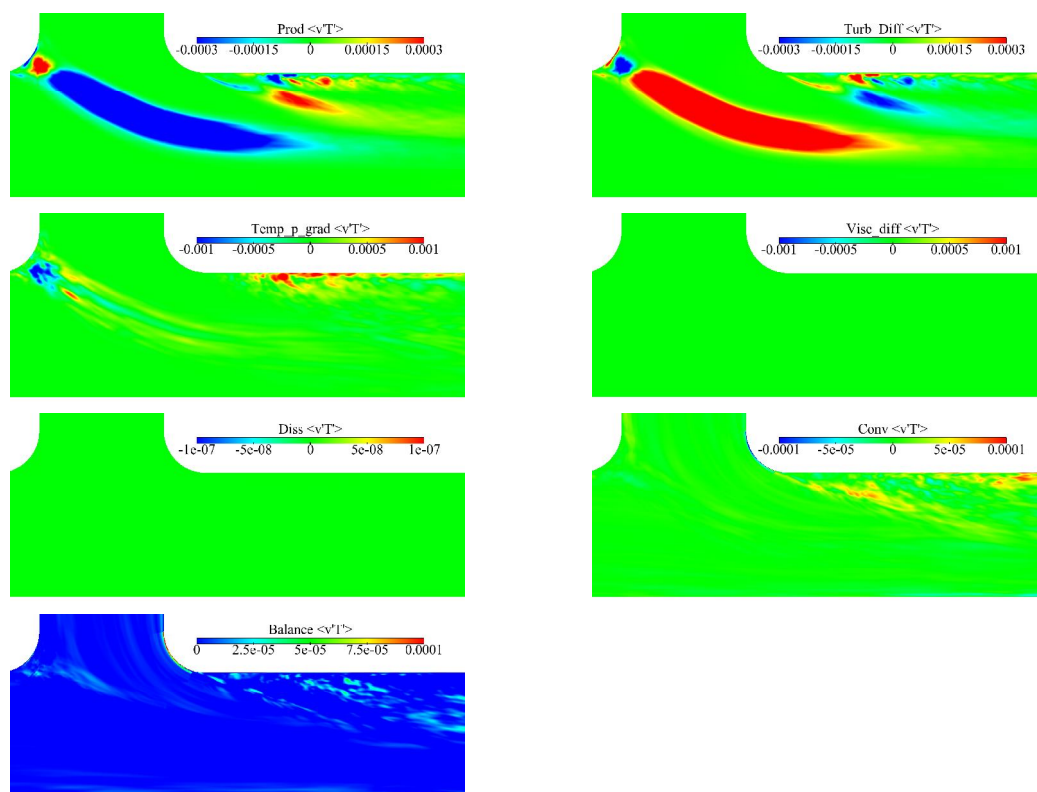 Prod <v'T'>
-0.0003 -0.00015 0 0.00015 0.0003
Turb_Diff <v'T'>
-0.0003 -0.00015 0 0.00015 0.0003
Temp_p_grad <v'T'>
-0.001 -0.0005 0 0.0005 0.001
Visc_diff <v'T'>
-0.001 -0.0005 0 0.0005 0.001
Diss <v'T'>
-1e-07 -5e-08 0 5e-08 1e-07
Conv <v'T'>
-0.0001 -5e-05 0 5e-05 0.0001
Balance <v'T'>
0 2.5e-05 5e-05 7.5e-05 0.0001